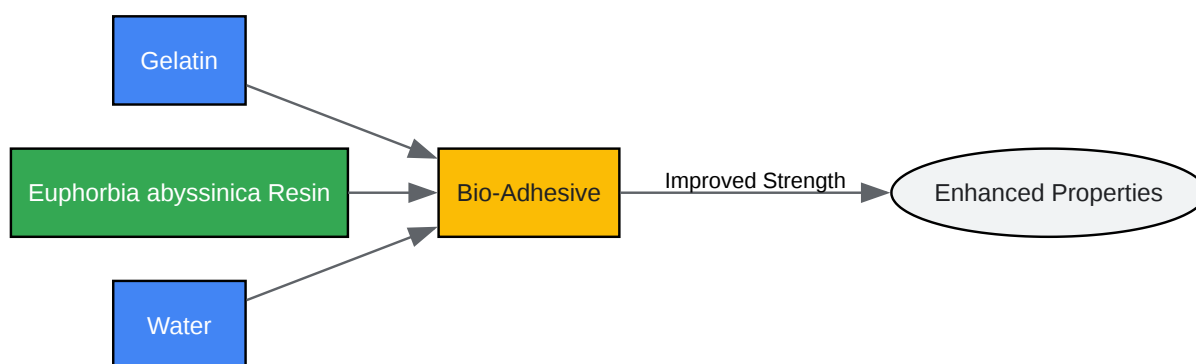 Gelatin
Euphorbia abyssinica Resin
Water
Bio-Adhesive
Improved Strength
Enhanced Properties